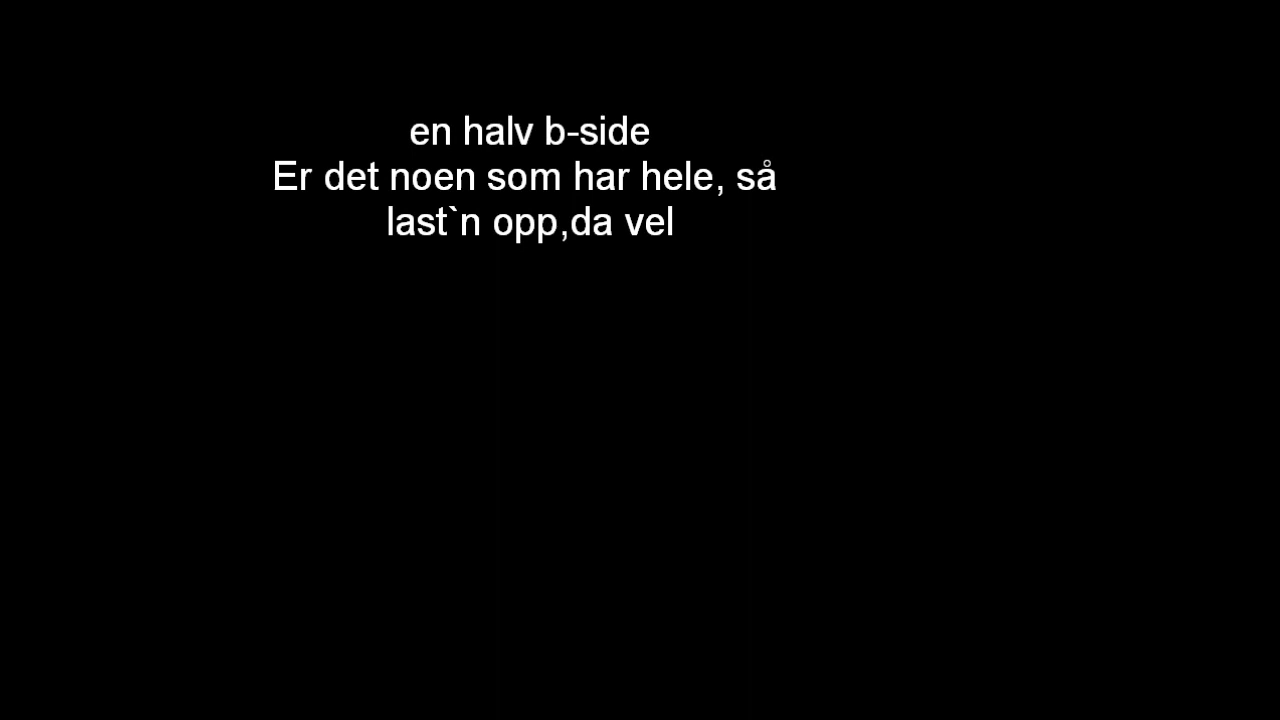 en halv b-side
Er det noen som har hele, så
last`n opp,da vel